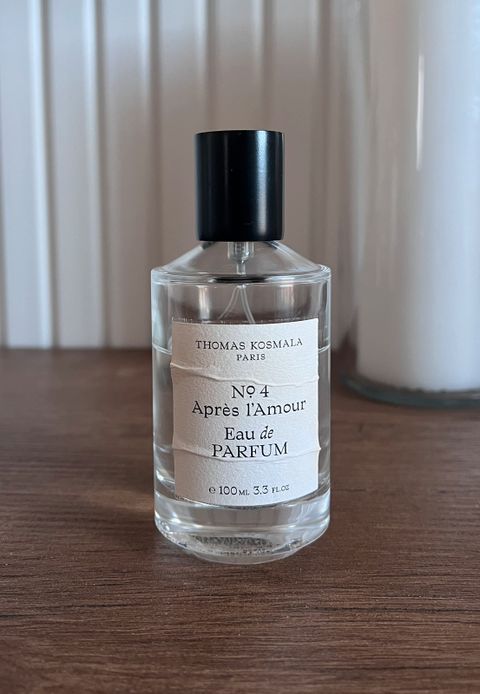 THOMAS KOSMALA
PARIS
Nº 4
Après l'Amour
Eau de
PARFUM
℮ 100 ML 3.3 FL.OZ